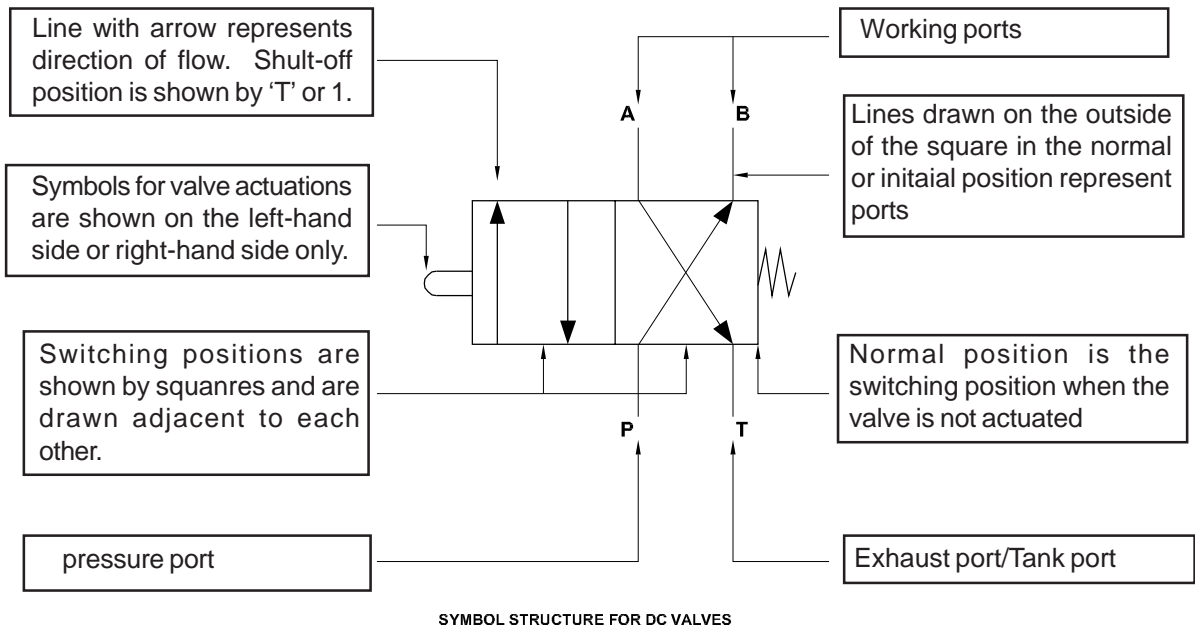 Line with arrow represents
direction of flow. Shult-off
position is shown by ‘T’ or 1.
Working ports
A
B
Lines drawn on the outside
of the square in the normal
or initaial position represent
ports
Symbols for valve actuations
are shown on the left-hand
side or right-hand side only.
Switching positions are
shown by squanres and are
drawn adjacent to each
other.
Normal position is the
switching position when the
valve is not actuated
P
T
pressure port
Exhaust port/Tank port
SYMBOL STRUCTURE FOR DC VALVES